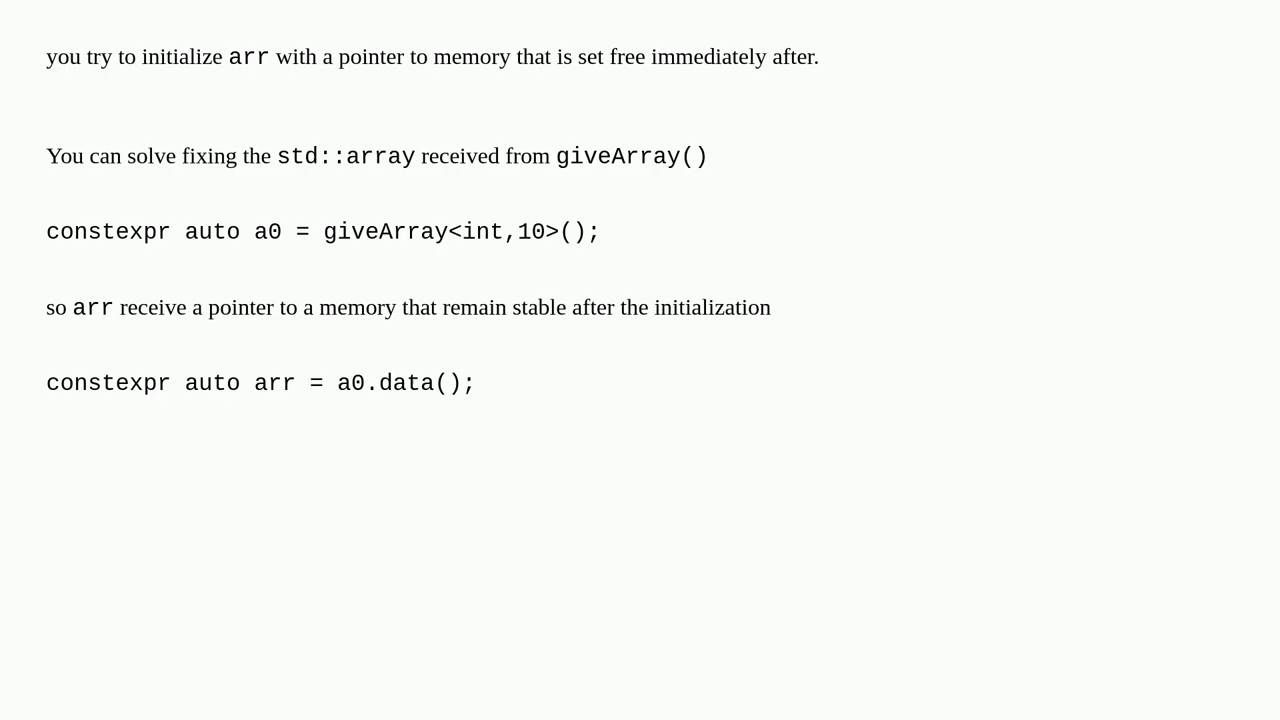 you try to initialize arr with a pointer to memory that is set free immediately after.
You can solve fixing the std::array received from giveArray()
constexpr auto a0 = giveArray<int,10>();
so arr receive a pointer to a memory that remain stable after the initialization
constexpr auto arr = a0.data();